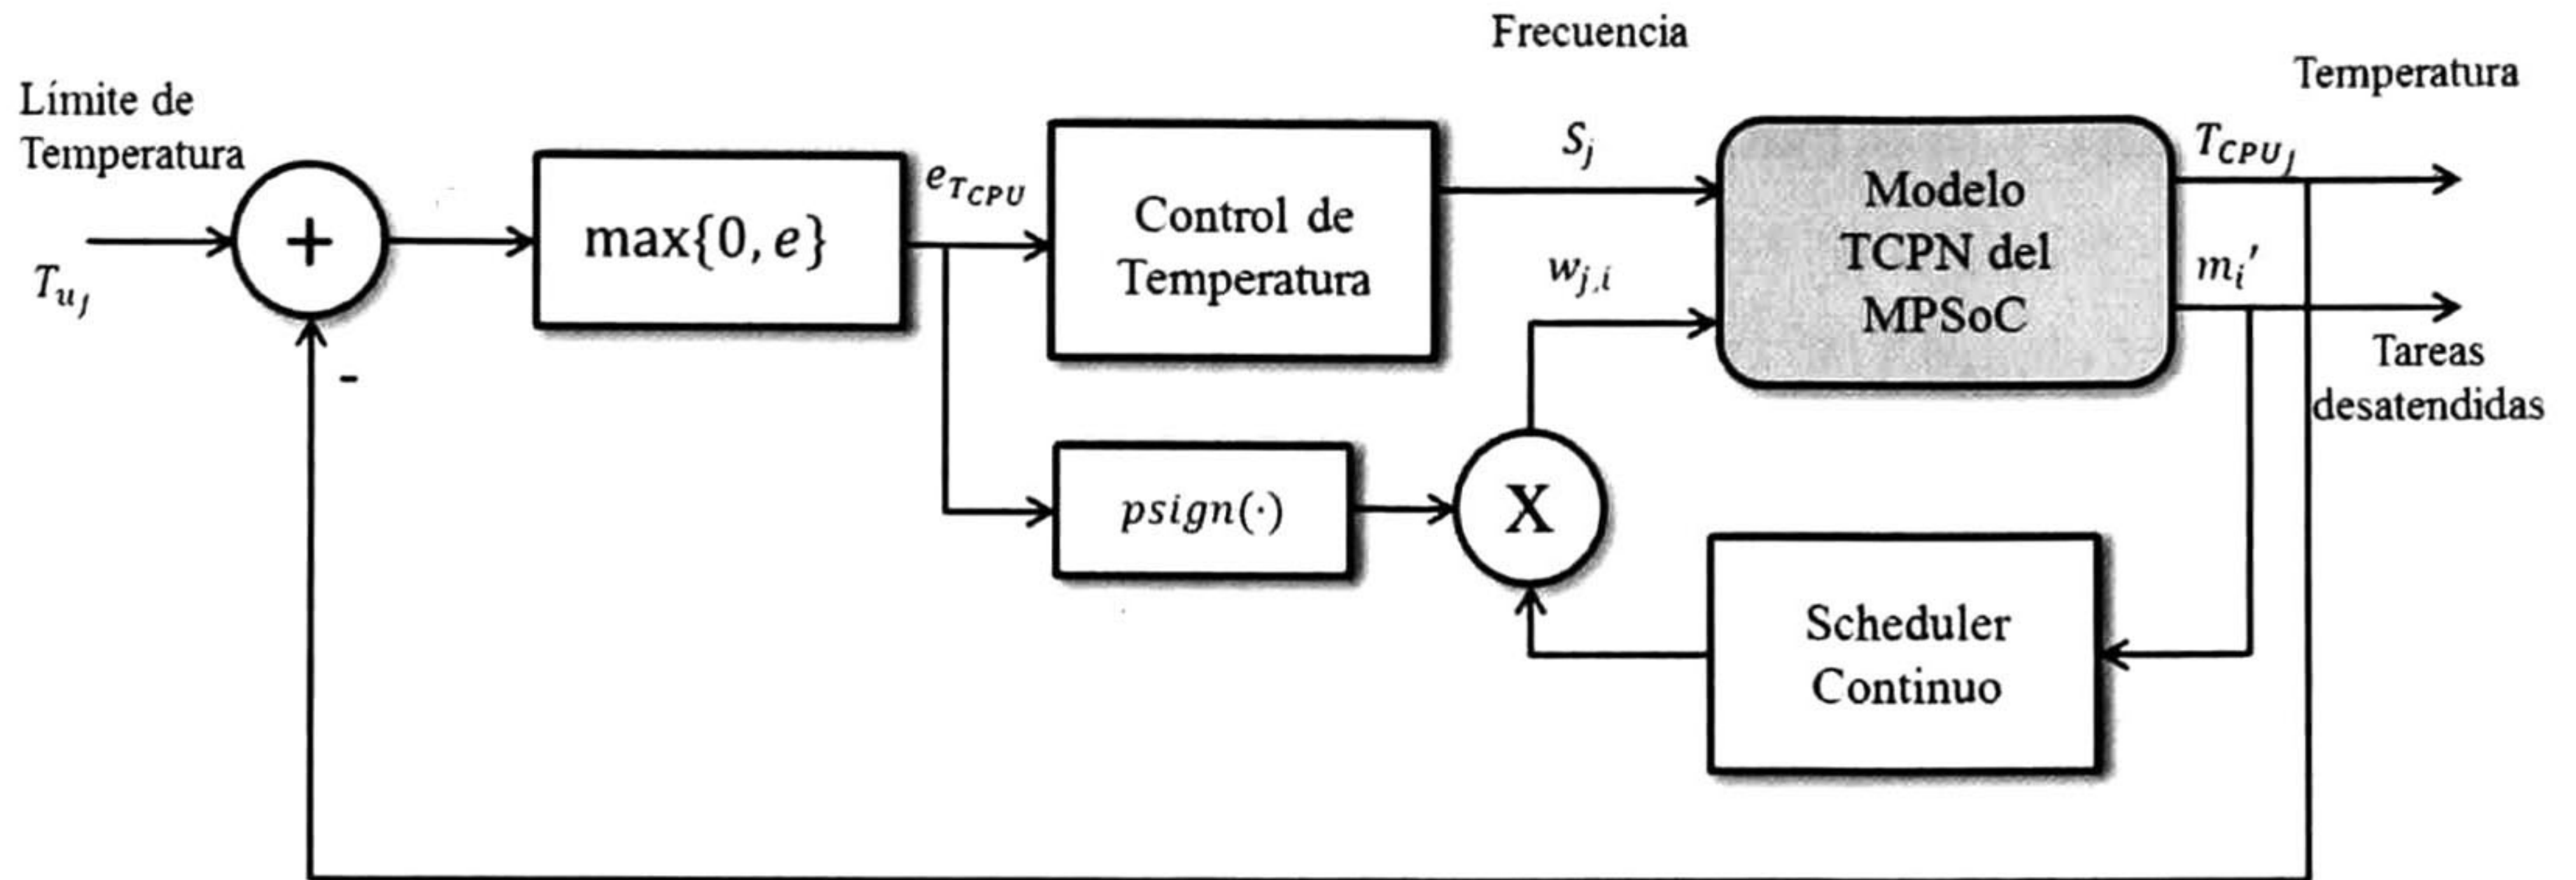 Frecuencia
Límite de
Temperatura
T_{u_j}
+
-
max{0, e}
e_{T_{CPU}}
Control de
Temperatura
psign(·)
X
S_j
w_{j,i}
Modelo
TCPN del
MPSoC
Scheduler
Continuo
Temperatura
T_{CPU_j}
m_i'
Tareas
desatendidas